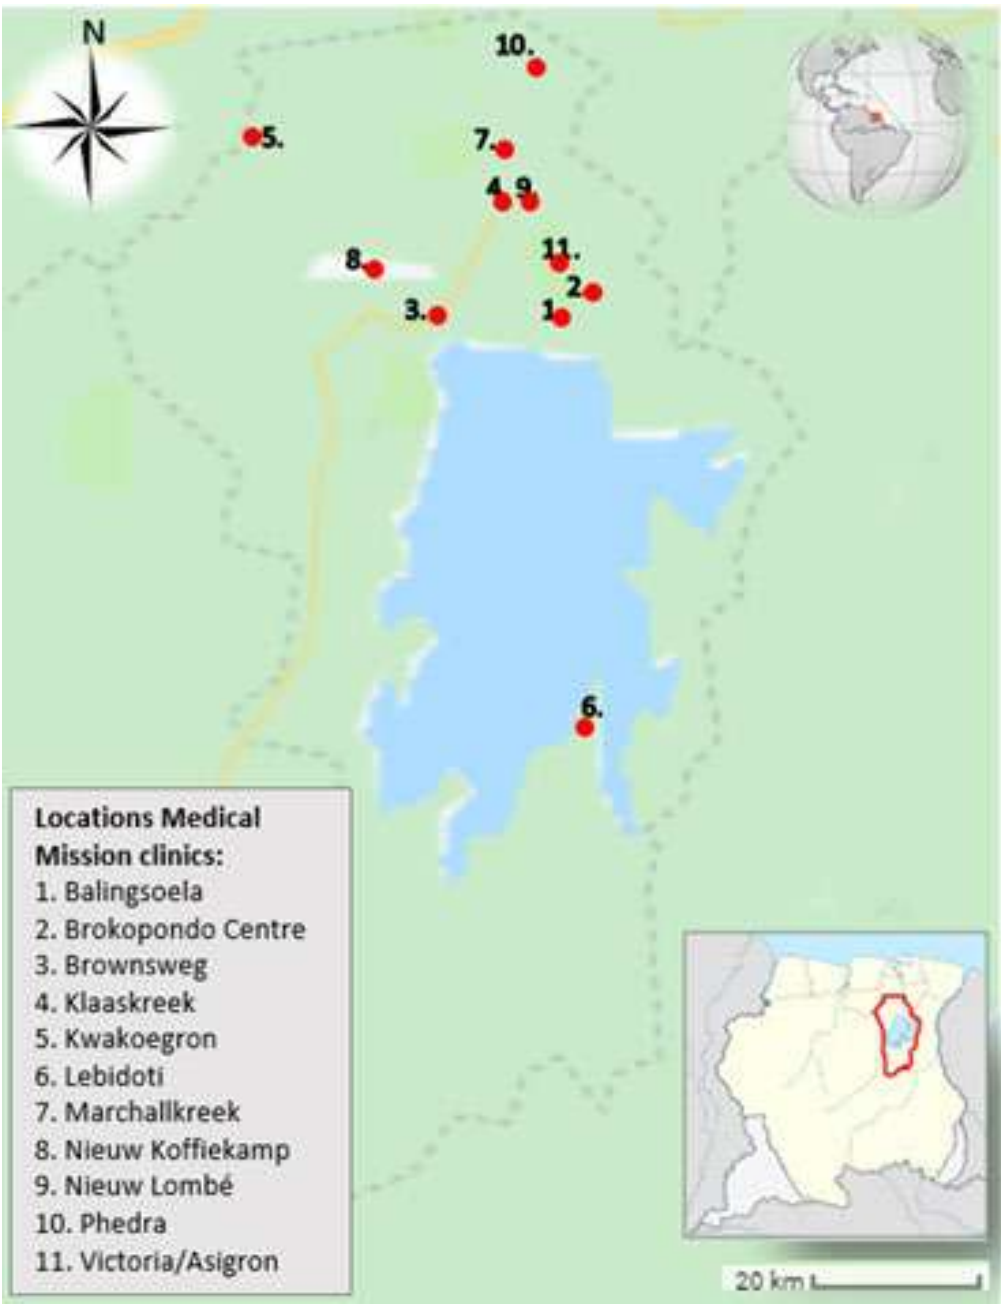 N
10.
5.
7.
4. 9.
11.
8.
2
3.
1
6.
Locations Medical
Mission clinics:
1. Balingsoela
2. Brokopondo Centre
3. Brownsweg
4. Klaaskreek
5. Kwakoegron
6. Lebidoti
7. Marchallkreek
8. Nieuw Koffiekamp
9. Nieuw Lombé
10. Phedra
11. Victoria/Asigron
20 km